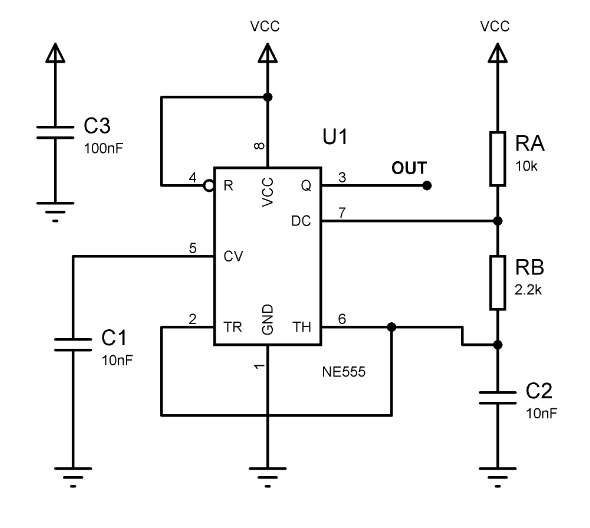 VCC
VCC
C3
100nF
8
U1
RA
10k
4
R
VCC
Q
3
OUT
DC
7
5
CV
RB
2.2k
2
TR
GND
TH
6
C1
10nF
1
NE555
C2
10nF